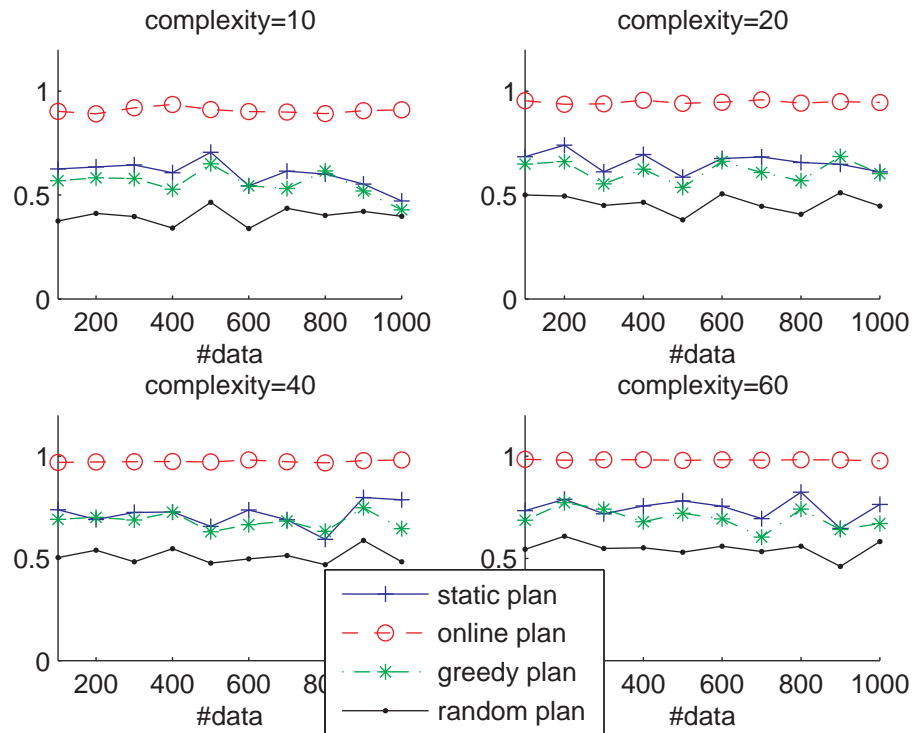 complexity=10
1
0.5
0
200 400 600 800 1000
#data
complexity=20
1
0.5
0
200 400 600 800 1000
#data
complexity=40
1
0.5
0
200 400 600 1000
#data
complexity=60
1
0.5
400 600 800 1000
#data
static plan
online plan
greedy plan
random plan